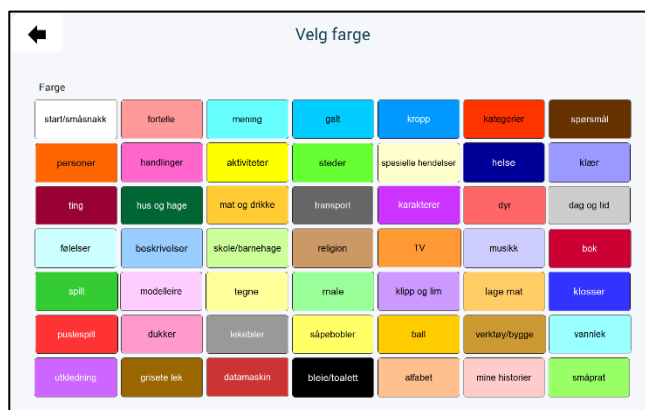 Velg farge
Farge
start/småsnakk fortelle mening galt kropp kategorier spørsmål
personer handlinger aktiviteter steder spesielle hendelser helse klær
ting hus og hage mat og drikke transport karakterer dyr dag og tid
følelser beskrivelser skole/barnehage religion TV musikk bok
spill modelleire tegne male klipp og lim lage mat klosser
puslespill dukker lekebiler såpebobler ball verktøy/bygge vannlek
utkledning grisete lek datamaskin bleie/toalett alfabet mine historier småprat